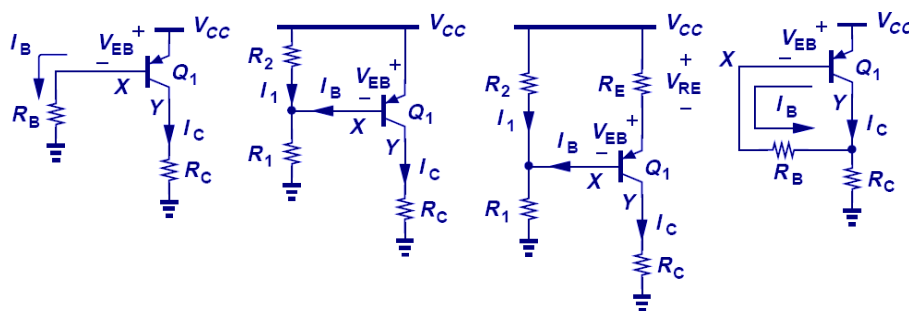 V_CC
I_B
V_EB + −
X
Q_1
Y
R_B
I_C
R_C
V_CC
R_2
V_EB + −
I_1
I_B
X
Q_1
Y
R_1
I_C
R_C
V_CC
R_2
R_E
+
V_RE
−
I_1
I_B
V_EB + −
X
Q_1
Y
R_1
I_C
R_C
V_CC
V_EB + −
X
Q_1
Y
I_B
I_C
R_B
R_C